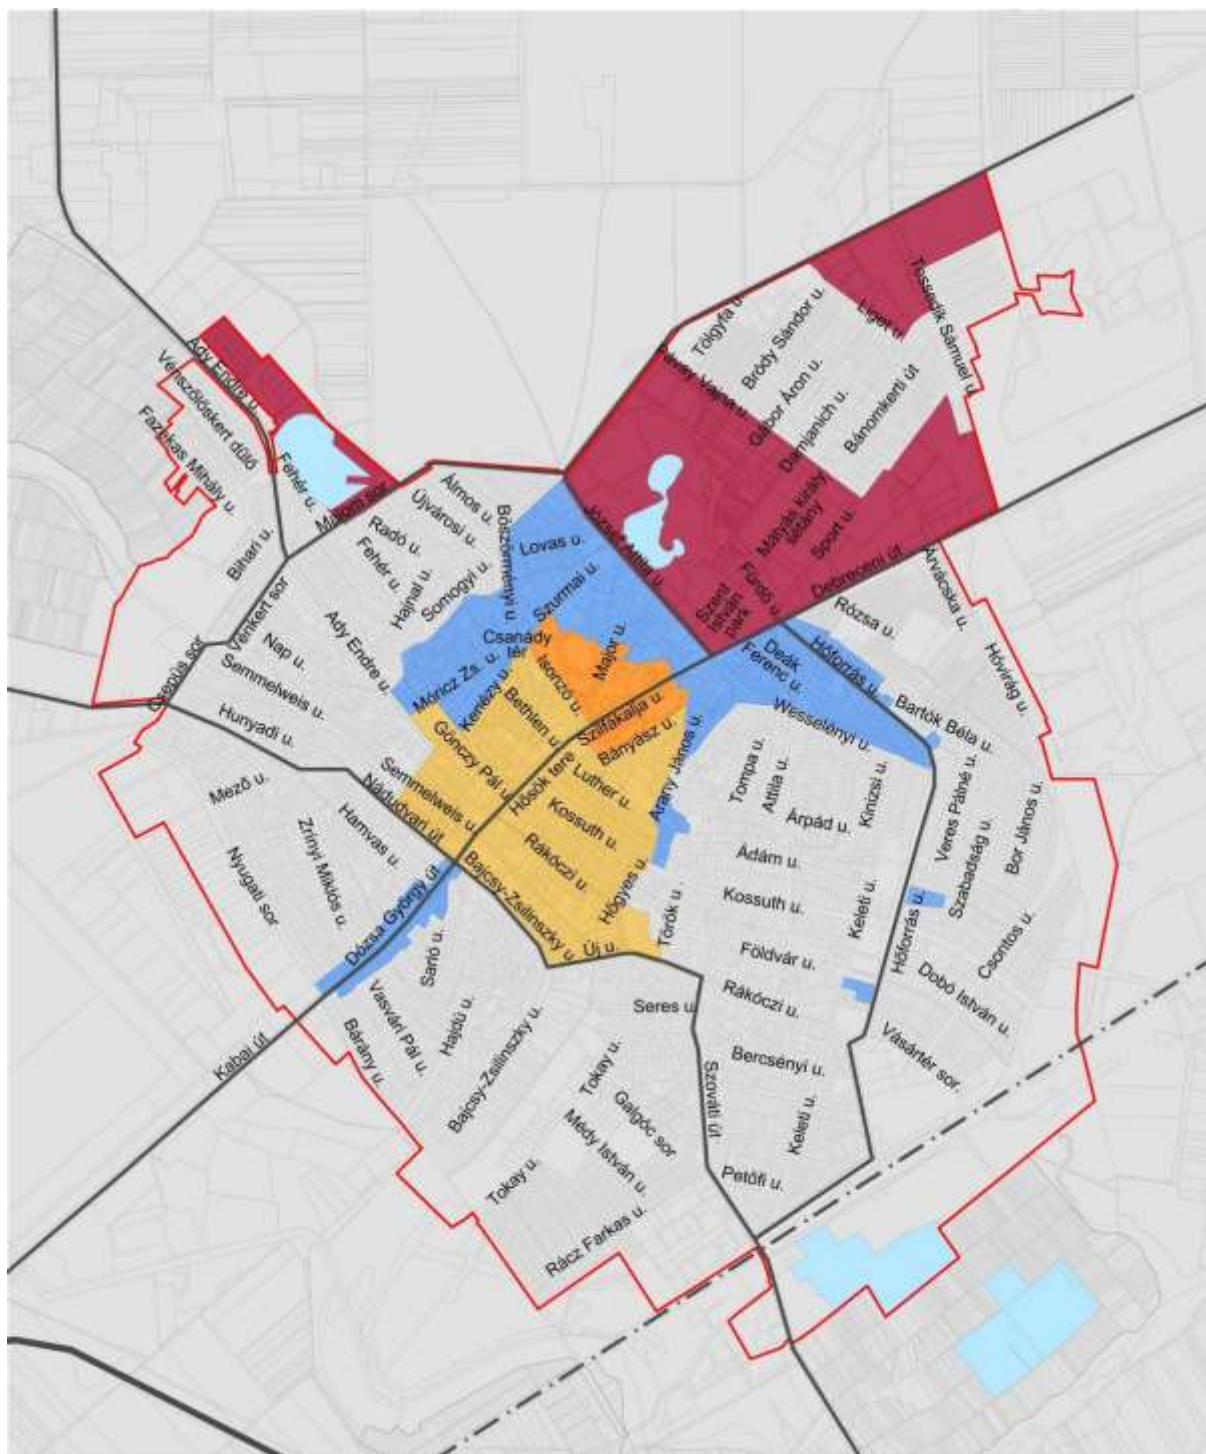 Tessedik Sámuel u.
Tölgyfa u.
Bródy Sándor u.
Liget u.
Ady Endre u.
Pávay Vajna u.
Vénszőlőskert dűlő
Gábor Áron u.
Bánomkerti út
Fazekas Mihály u.
Damjanich u.
Fehér u.
Álmos u.
Malom sor
Újvárosi u.
Mátyás király
sétány
Radó u.
Böszörményi u.
Lovas u.
József Attila u.
Sport u.
Bihari u.
Fehér u.
Hajnal u.
Somogyi u.
Szurmai u.
Debreceni út
Árvácska u.
Vénkert sor
Szent
István
park
Fürdő u.
Rózsa u.
Nap u.
Ady Endre u.
Csanády
tér
Major u.
Deák
Ferenc u.
Hőforrás u.
Hóvirág u.
Semmelweis u.
Móricz Zs. u.
Isonzó u.
Bartók Béla u.
Hunyadi u.
Bethlen u.
Szilfákalja u.
Wesselényi u.
Gönczy Pál u.
Bányász u.
Arany János u.
Tompa u.
Attila u.
Mező u.
Semmelweis u.
Hősök tere
Luther u.
Kinizsi u.
Veres Pálné u.
Nádudvari út
Kossuth u.
Árpád u.
Bor János u.
Hamvas u.
Szabadság u.
Zrínyi Miklós u.
Rákóczi u.
Ádám u.
Nyugati sor
Bajcsy-Zsilinszky u.
Hőgyes u.
Kossuth u.
Keleti u.
Dózsa György út
Török u.
Hőforrás u.
Sarló u.
Új u.
Földvár u.
Csontos u.
Vasvári Pál u.
Seres u.
Rákóczi u.
Dobó István u.
Hajdú u.
Bárány u.
Kabai út
Bajcsy-Zsilinszky u.
Tokay u.
Bercsényi u.
Vásártér sor.
Szováti út
Galgóc sor
Keleti u.
Médy István u.
Tokay u.
Petőfi u.
Rácz Farkas u.